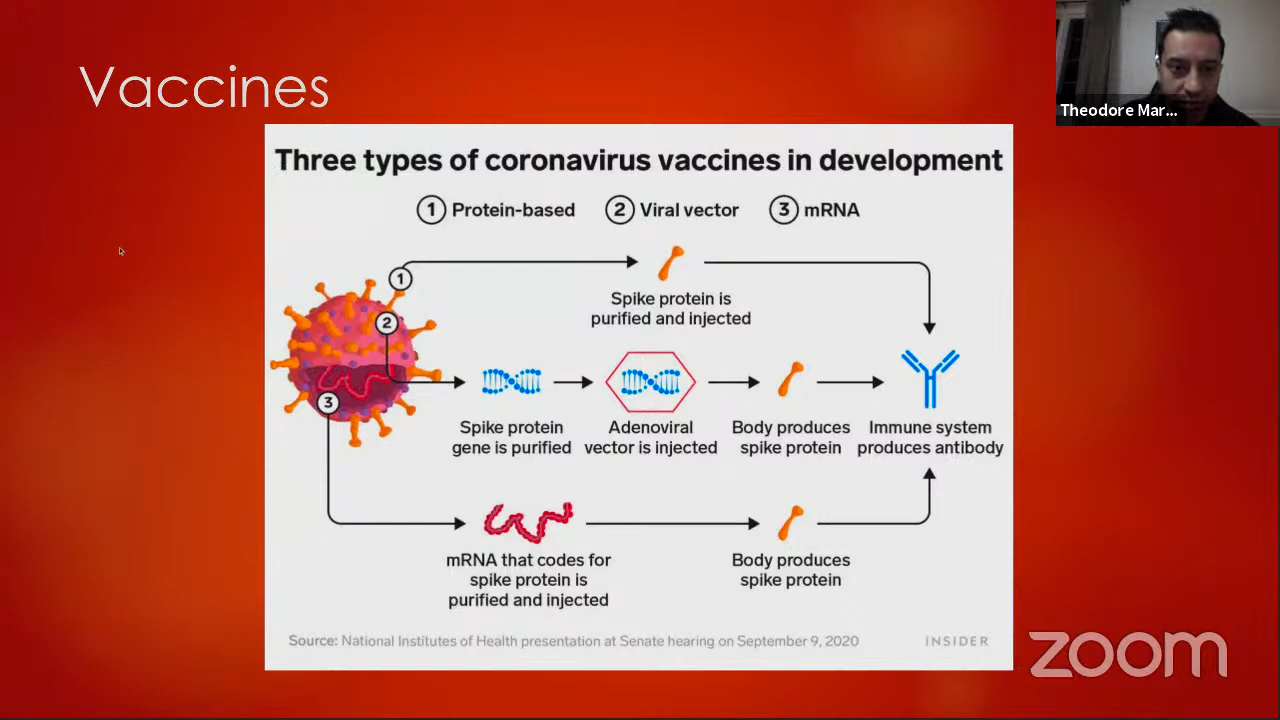 Vaccines
Theodore Mar...
Three types of coronavirus vaccines in development
1 Protein-based 2 Viral vector 3 mRNA
1
Spike protein is
purified and injected
2
Spike protein
gene is purified
Adenoviral
vector is injected
Body produces
spike protein
Immune system
produces antibody
3
mRNA that codes for
spike protein is
purified and injected
Body produces
spike protein
Source: National Institutes of Health presentation at Senate hearing on September 9, 2020
INSIDER
zoom